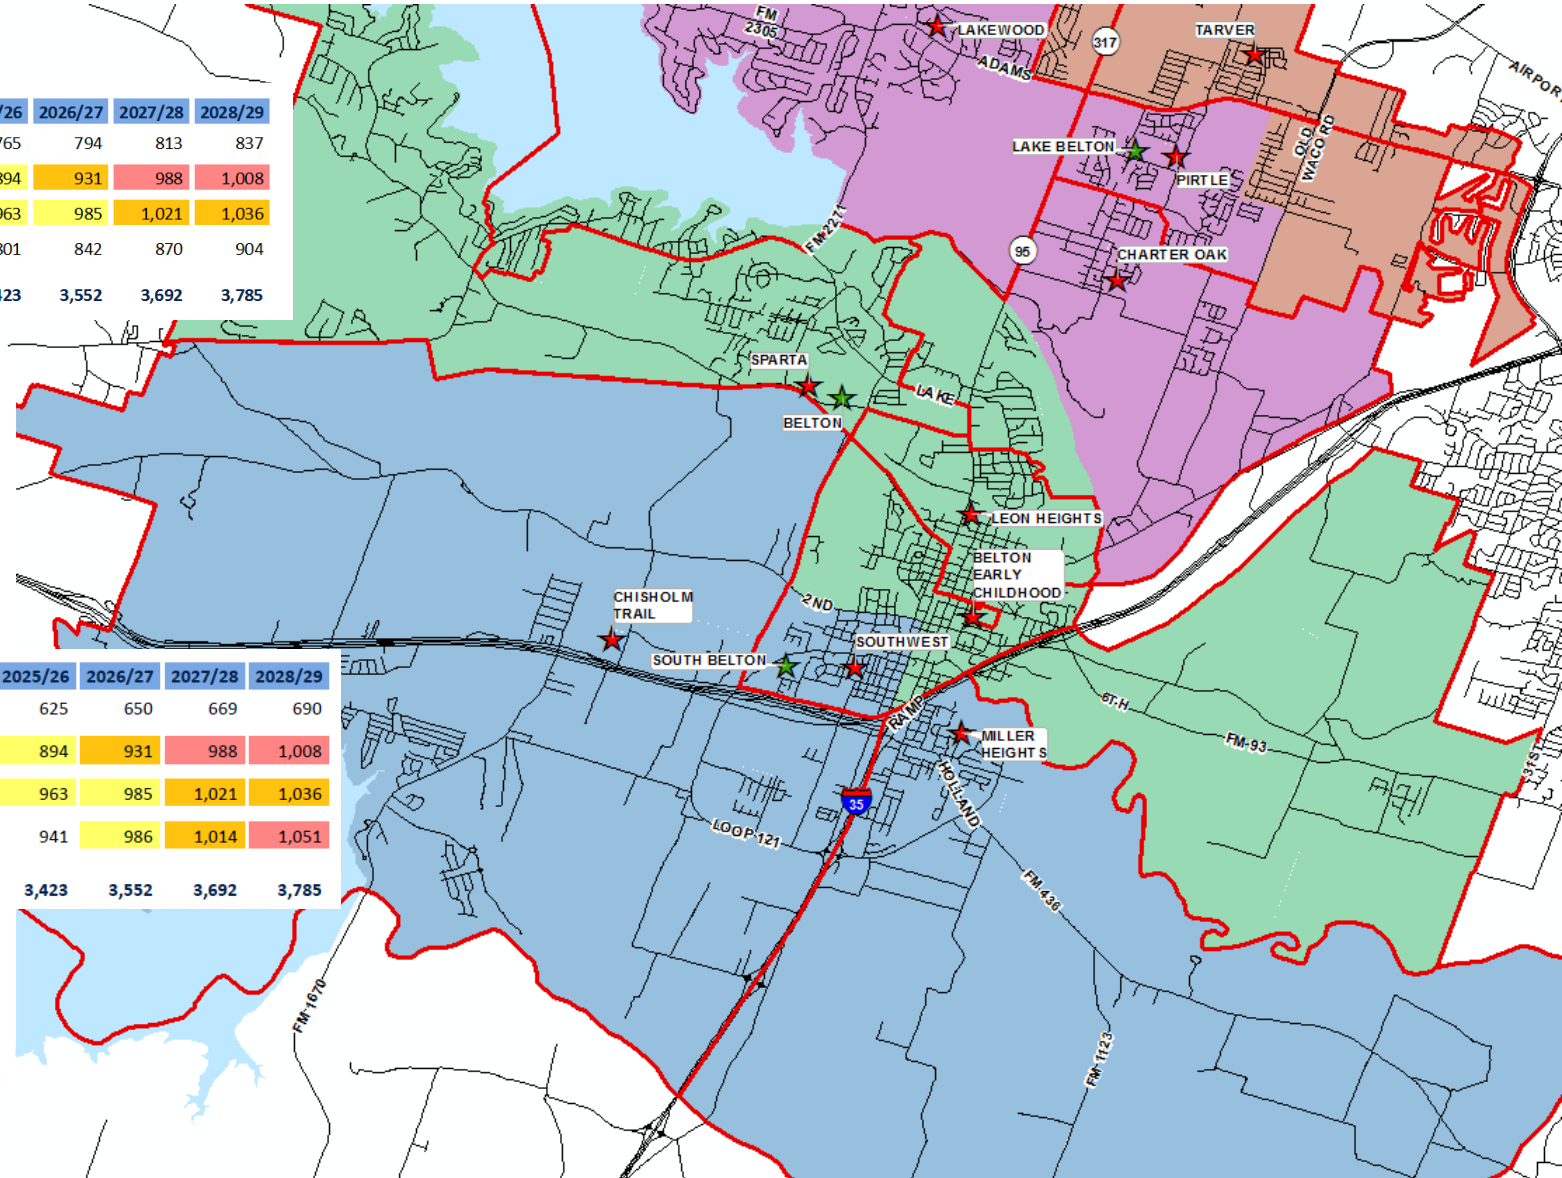 FM
2305
LAKEWOOD
317
TARVER
ADAMS
AIRPOR
/26 2026/27 2027/28 2028/29
765 794 813 837
894 931 988 1,008
963 985 1,021 1,036
801 842 870 904
423 3,552 3,692 3,785
LAKE BELTON
PIRTLE
OLD
WACO RD
FM 2271
95
CHARTER OAK
SPARTA
BELTON
LAKE
LEON HEIGHTS
BELTON
EARLY
CHILDHOOD
CHISHOLM
TRAIL
2ND
SOUTHWEST
SOUTH BELTON
2025/26 2026/27 2027/28 2028/29
625 650 669 690
894 931 988 1,008
963 985 1,021 1,036
941 986 1,014 1,051
3,423 3,552 3,692 3,785
RAMP
6TH
FM 93
31ST
MILLER
HEIGHTS
HOLLAND
35
LOOP 121
FM 436
FM 1670
FM 1123